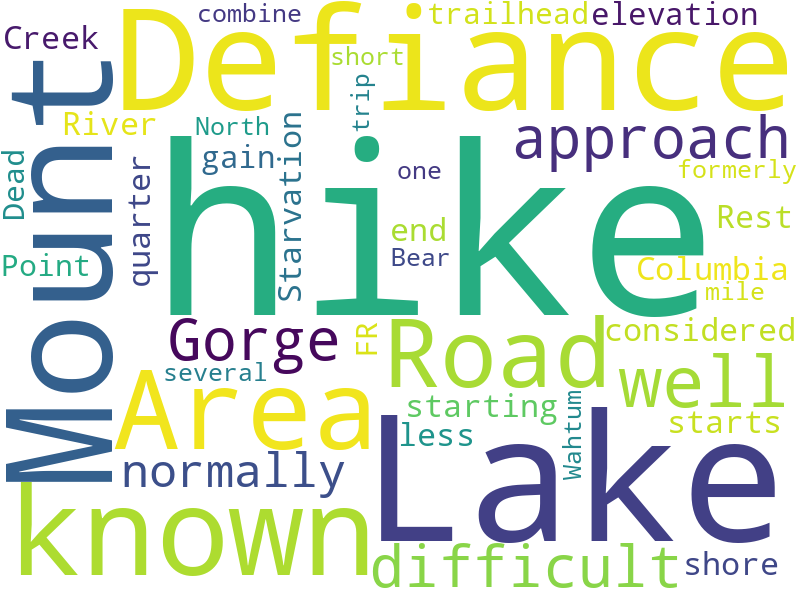 combine
trailhead
elevation
Creek
Defiance
short
Mount
trip
River
North
Starvation
approach
gain
hike
one
formerly
Dead
quarter
Rest
end
Bear
Point
Columbia
mile
Gorge
FR
Road
considered
several
Area
well
starting
Wahtum
less
starts
normally
Lake
known
difficult
shore